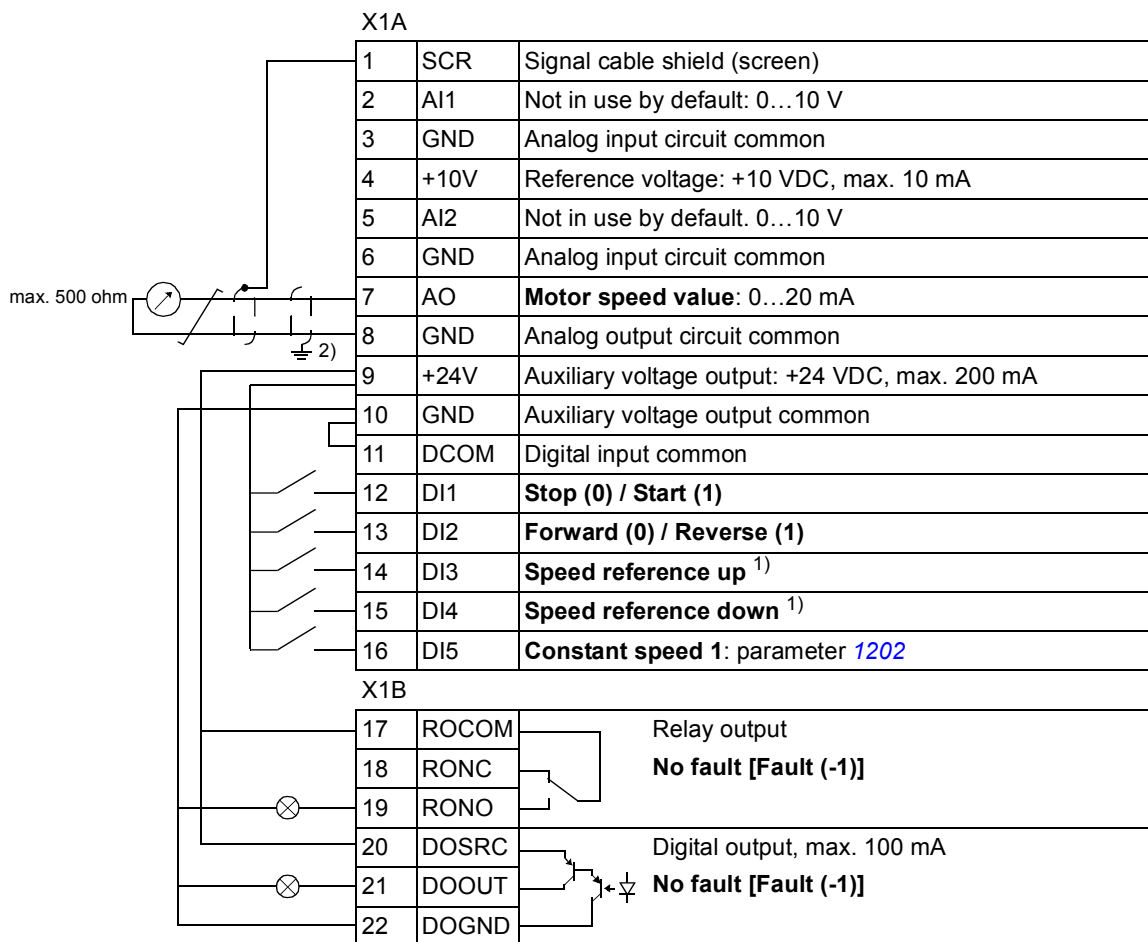 X1A
1 SCR Signal cable shield (screen)
2 AI1 Not in use by default: 0…10 V
3 GND Analog input circuit common
4 +10V Reference voltage: +10 VDC, max. 10 mA
5 AI2 Not in use by default. 0…10 V
6 GND Analog input circuit common
max. 500 ohm 7 AO Motor speed value: 0…20 mA
8 GND Analog output circuit common
2)
9 +24V Auxiliary voltage output: +24 VDC, max. 200 mA
10 GND Auxiliary voltage output common
11 DCOM Digital input common
12 DI1 Stop (0) / Start (1)
13 DI2 Forward (0) / Reverse (1)
14 DI3 Speed reference up 1)
15 DI4 Speed reference down 1)
16 DI5 Constant speed 1: parameter 1202
X1B
17 ROCOM Relay output
18 RONC No fault [Fault (-1)]
19 RONO
20 DOSRC Digital output, max. 100 mA
21 DOOUT No fault [Fault (-1)]
22 DOGND